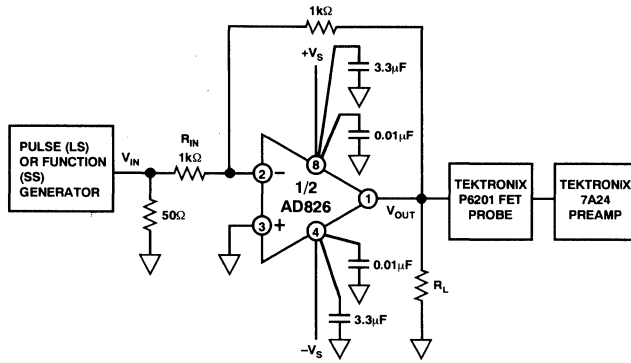 1kΩ
+VS
3.3μF
0.01μF
PULSE (LS)
OR FUNCTION
(SS)
GENERATOR
VIN
RIN
1kΩ
50Ω
2
−
3
+
8
1/2
AD826
1
4
VOUT
TEKTRONIX
P6201 FET
PROBE
TEKTRONIX
7A24
PREAMP
0.01μF
RL
3.3μF
−VS